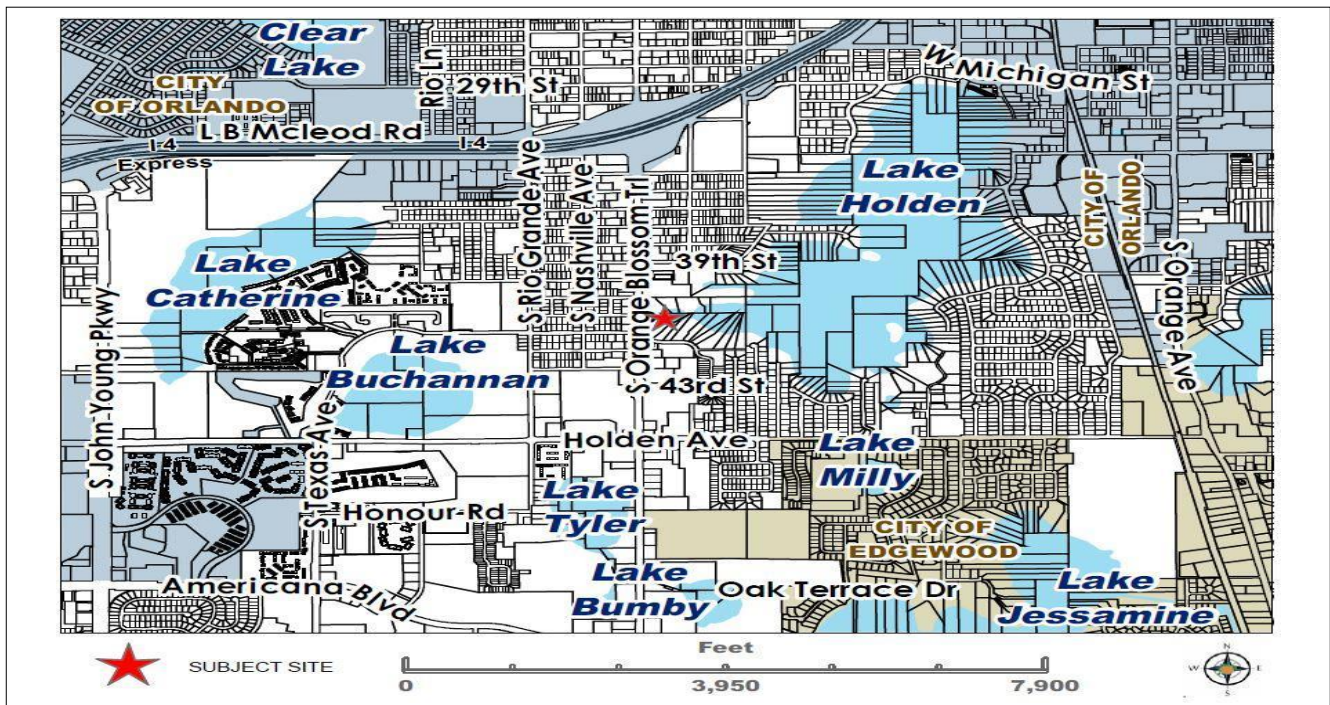 Clear
Lake
CITY
OF ORLANDO
Rio Ln
29th St
W Michigan St
L B Mcleod Rd
I 4
I 4
Express
Lake
Holden
CITY OF
ORLANDO
S Rio Grande Ave
S Nashville Ave
S Orange Blossom Trl
39th St
S Orange Ave
Lake
Catherine
S John Young Pkwy
Lake
Buchannan
43rd St
S Texas Ave
Holden Ave
Lake
Milly
Lake
Tyler
Honour Rd
CITY OF
EDGEWOOD
Americana Blvd
Lake
Bumby
Oak Terrace Dr
Lake
Jessamine
SUBJECT SITE
Feet
0
3,950
7,900
N
W
E
S